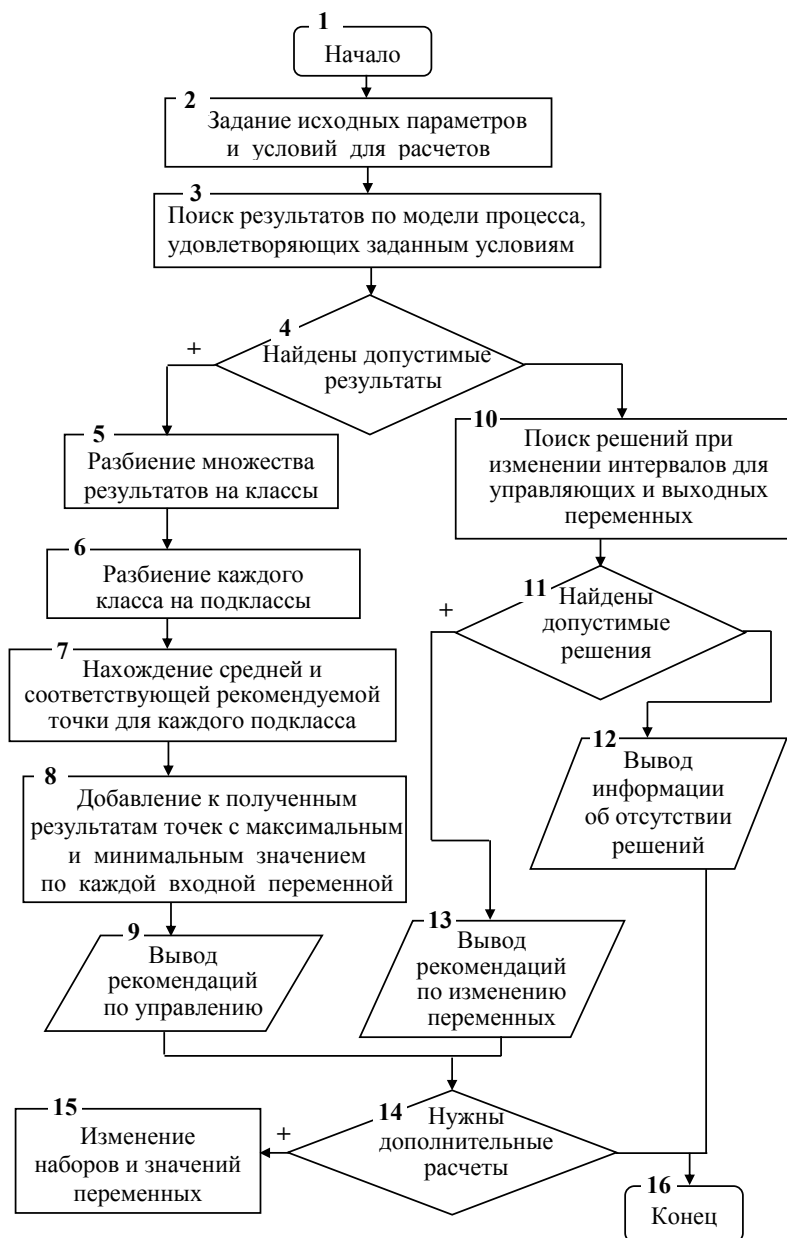 1
Начало
2
Задание исходных параметров
и условий для расчетов
3
Поиск результатов по модели процесса,
удовлетворяющих заданным условиям
4
+
Найдены допустимые
результаты
5
Разбиение множества
результатов на классы
6
Разбиение каждого
класса на подклассы
7
Нахождение средней и
соответствующей рекомендуемой
точки для каждого подкласса
8
Добавление к полученным
результатам точек с максимальным
и минимальным значением
по каждой входной переменной
9
Вывод
рекомендаций
по управлению
10
Поиск решений при
изменении интервалов для
управляющих и выходных
переменных
11
+
Найдены
допустимые
решения
12
Вывод
информации
об отсутствии
решений
13
Вывод
рекомендаций
по изменению
переменных
14
+
Нужны
дополнительные
расчеты
15
Изменение
наборов и значений
переменных
16
Конец